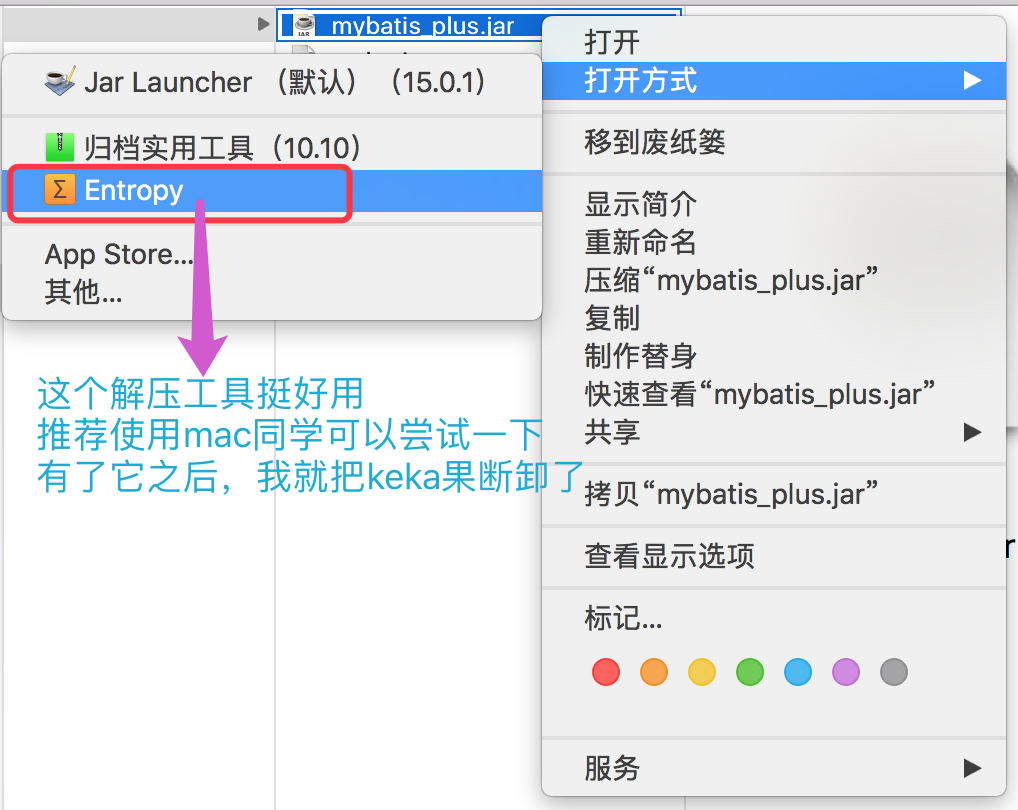 mybatis_plus.jar
Jar Launcher （默认）（15.0.1）
归档实用工具（10.10）
Entropy
App Store...
其他...
这个解压工具挺好用
推荐使用mac同学可以尝试一下
有了它之后，我就把keka果断卸了
打开
打开方式
移到废纸篓
显示简介
重新命名
压缩“mybatis_plus.jar”
复制
制作替身
快速查看“mybatis_plus.jar”
共享
拷贝“mybatis_plus.jar”
查看显示选项
标记...
服务